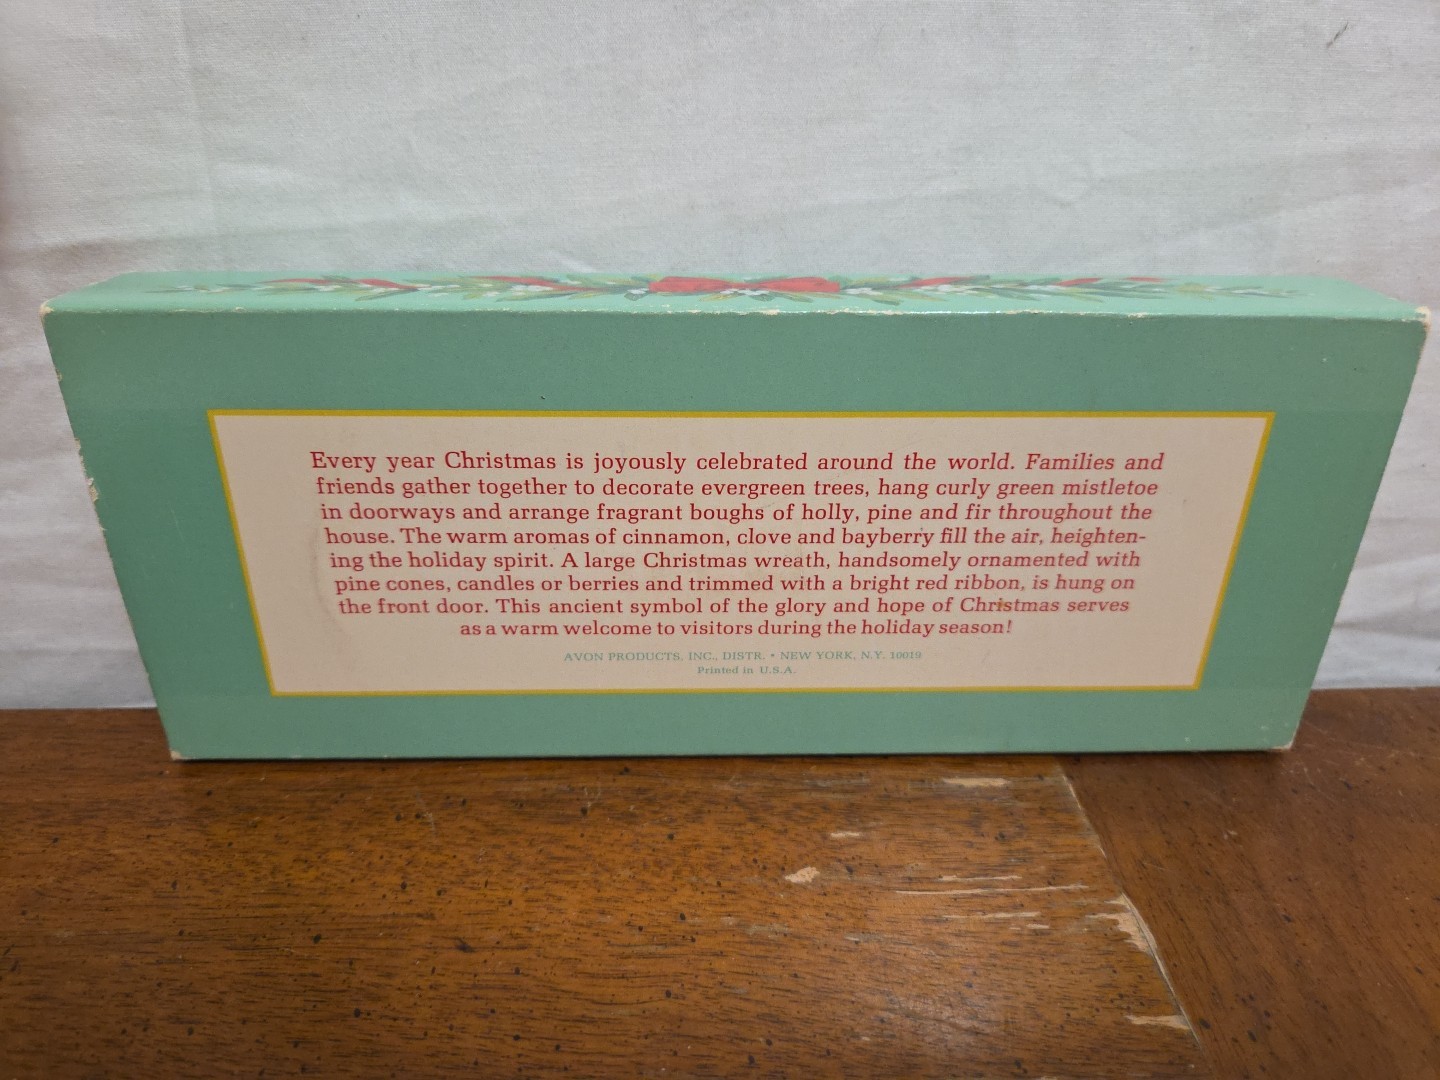 Every year Christmas is joyously celebrated around the world. Families and
friends gather together to decorate evergreen trees, hang curly green mistletoe
in doorways and arrange fragrant boughs of holly, pine and fir throughout the
house. The warm aromas of cinnamon, clove and bayberry fill the air, heighten-
ing the holiday spirit. A large Christmas wreath, handsomely ornamented with
pine cones, candles or berries and trimmed with a bright red ribbon, is hung on
the front door. This ancient symbol of the glory and hope of Christmas serves
as a warm welcome to visitors during the holiday season!
AVON PRODUCTS, INC., DISTR. • NEW YORK, N.Y. 10019
Printed in U.S.A.